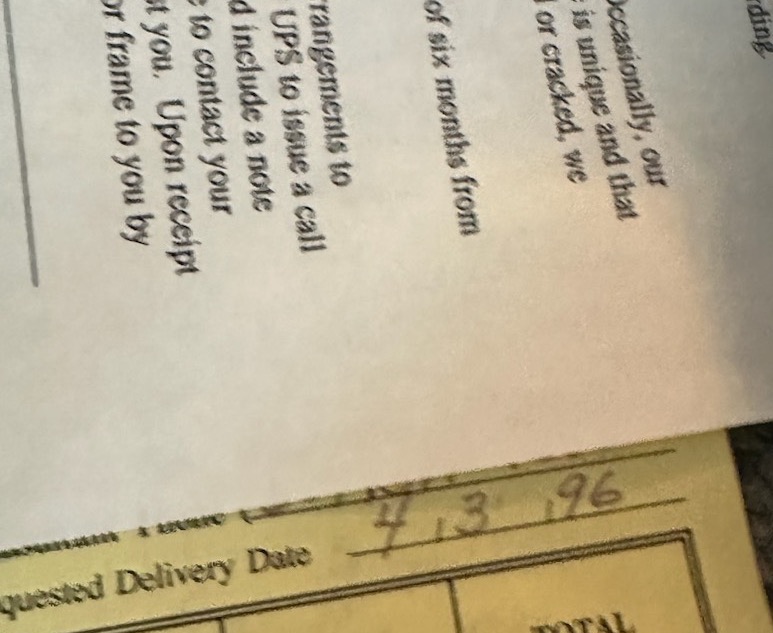 rding
Occasionally, our
is unique and that
or cracked, we
of six months from
rrangements to
UPS to issue a call
d include a note
e to contact your
t you. Upon receipt
or frame to you by
quested Delivery Date 4 / 3 / 96
TOTAL